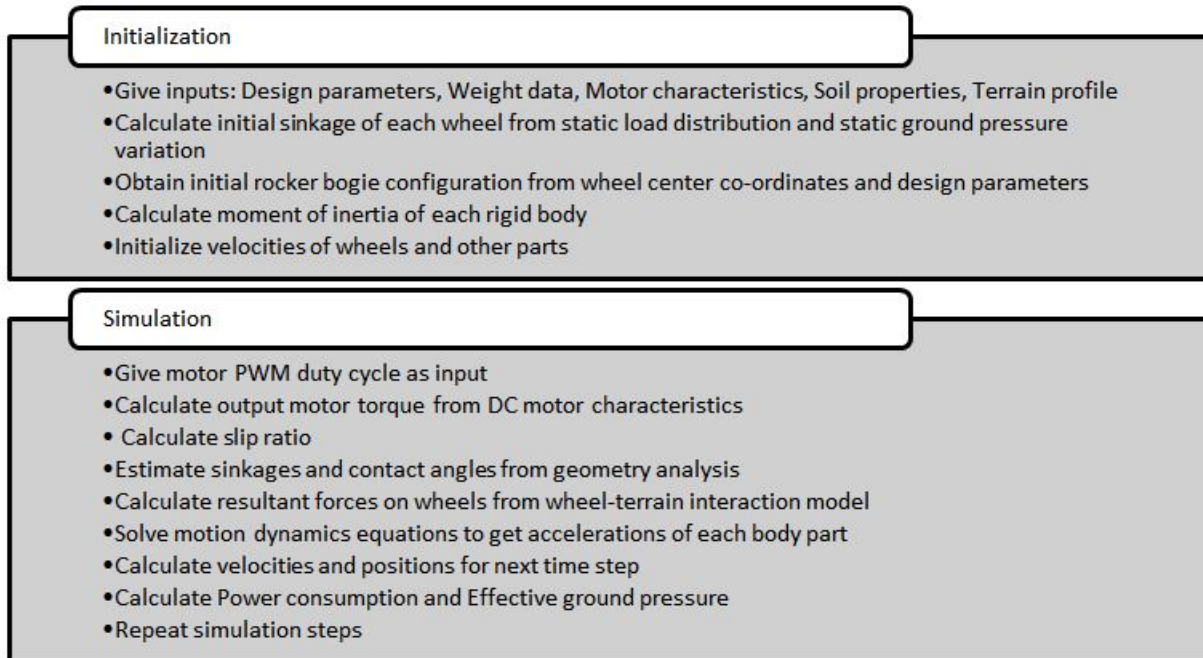 Initialization
•Give inputs: Design parameters, Weight data, Motor characteristics, Soil properties, Terrain profile
•Calculate initial sinkage of each wheel from static load distribution and static ground pressure
variation
•Obtain initial rocker bogie configuration from wheel center co-ordinates and design parameters
•Calculate moment of inertia of each rigid body
•Initialize velocities of wheels and other parts
Simulation
•Give motor PWM duty cycle as input
•Calculate output motor torque from DC motor characteristics
• Calculate slip ratio
•Estimate sinkages and contact angles from geometry analysis
•Calculate resultant forces on wheels from wheel-terrain interaction model
•Solve motion dynamics equations to get accelerations of each body part
•Calculate velocities and positions for next time step
•Calculate Power consumption and Effective ground pressure
•Repeat simulation steps